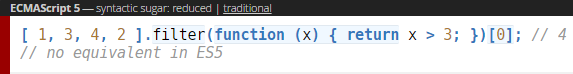 ECMAScript 5 — syntactic sugar: reduced | traditional
[ 1, 3, 4, 2 ].filter(function (x) { return x > 3; })[0]; // 4
// no equivalent in ES5